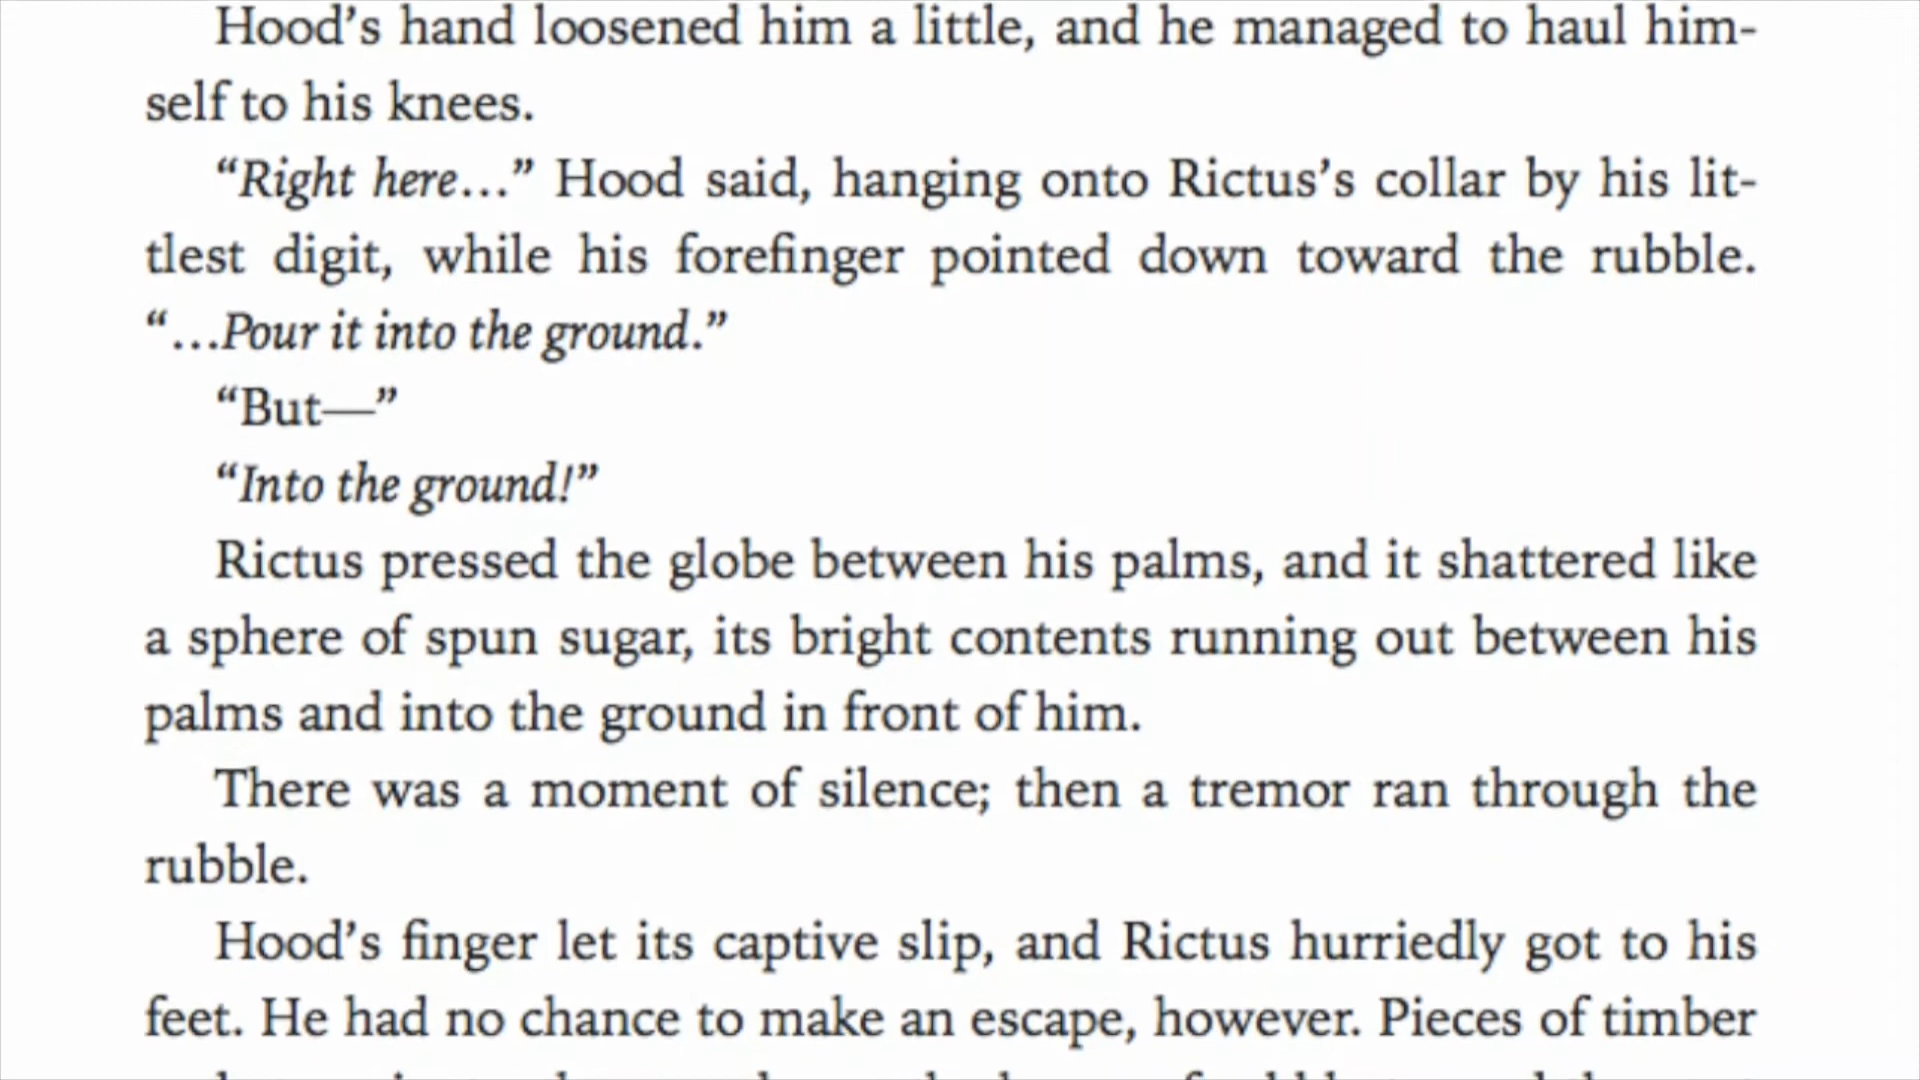 Hood’s hand loosened him a little, and he managed to haul him-
self to his knees.
“Right here…” Hood said, hanging onto Rictus’s collar by his lit-
tlest digit, while his forefinger pointed down toward the rubble.
“…Pour it into the ground.”
“But—”
“Into the ground!”
Rictus pressed the globe between his palms, and it shattered like
a sphere of spun sugar, its bright contents running out between his
palms and into the ground in front of him.
There was a moment of silence; then a tremor ran through the
rubble.
Hood’s finger let its captive slip, and Rictus hurriedly got to his
feet. He had no chance to make an escape, however. Pieces of timber